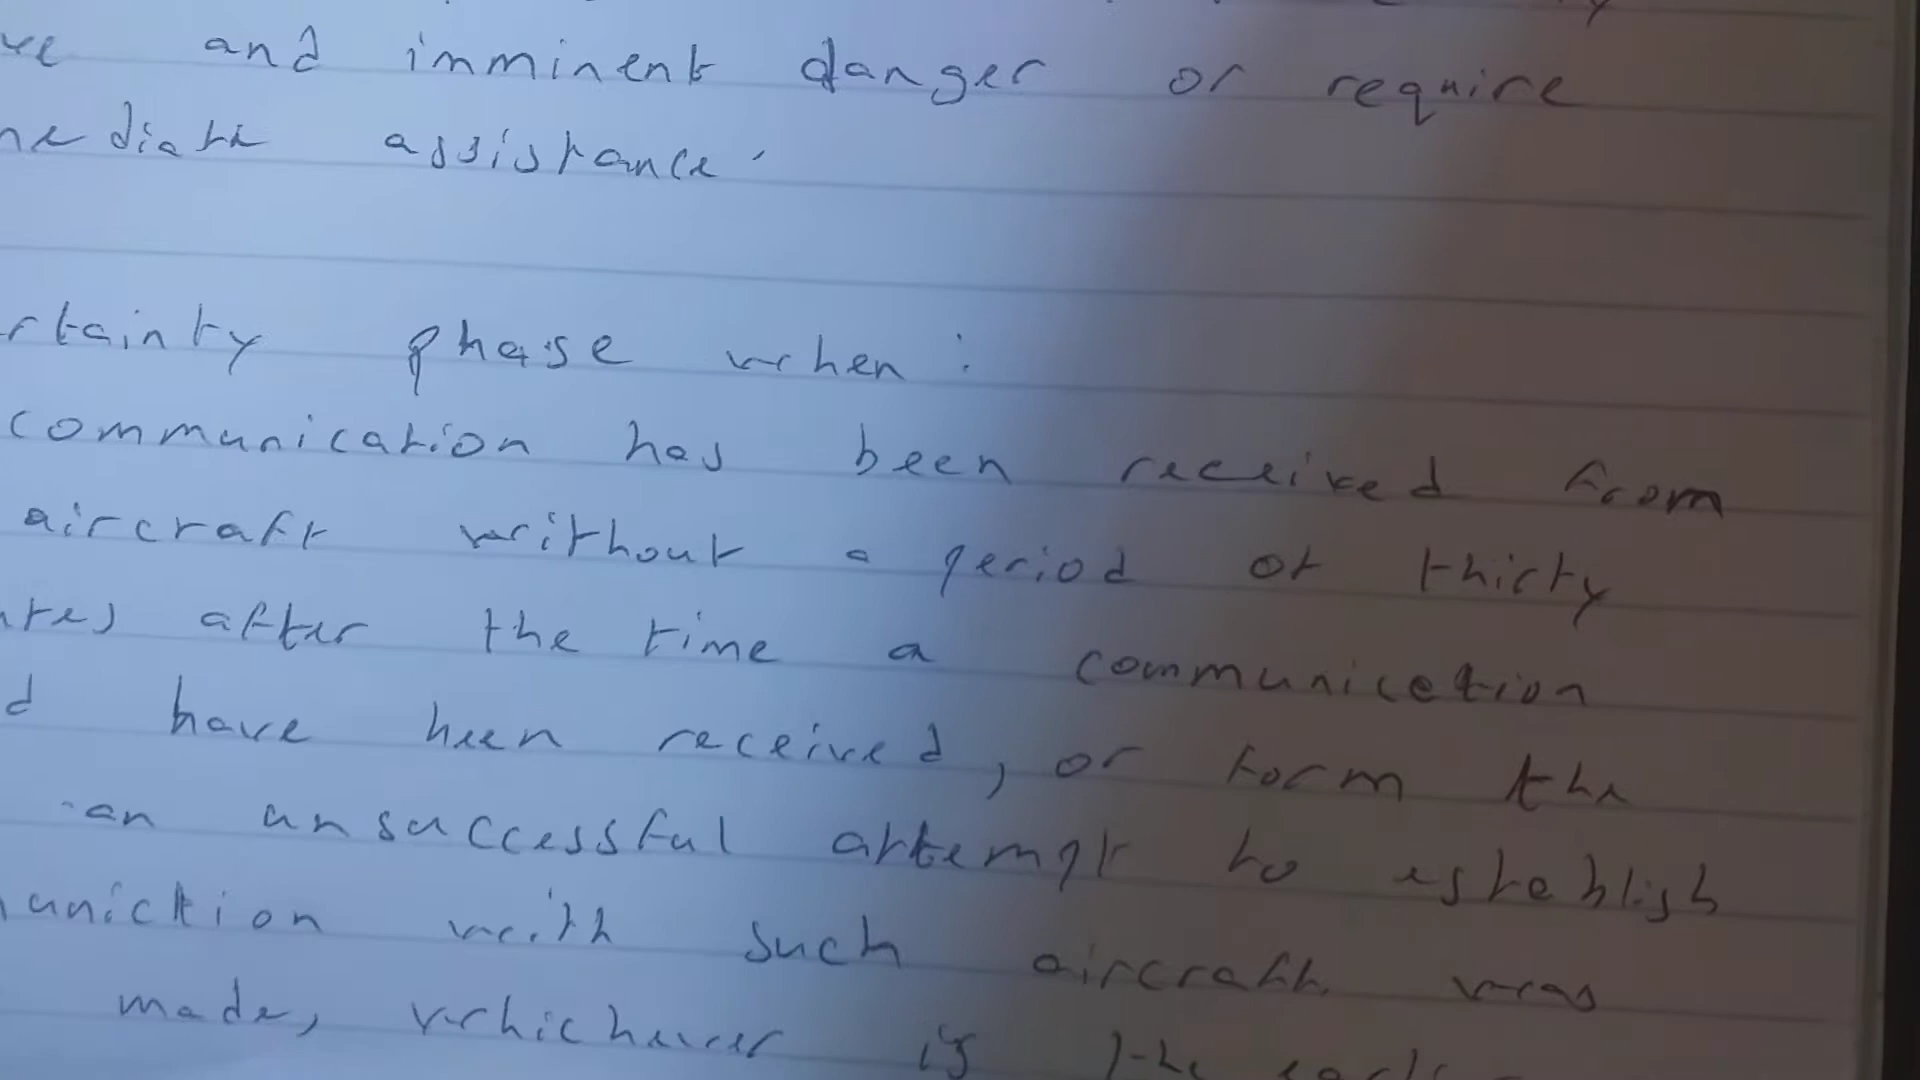 and imminent danger or require
assistance.
phase when:
communication has been received from
aircraft without a period of thirty
after the time a communication
have been received, or form the
an unsuccessful attempt to establish
with such aircraft was
made, whichever is the